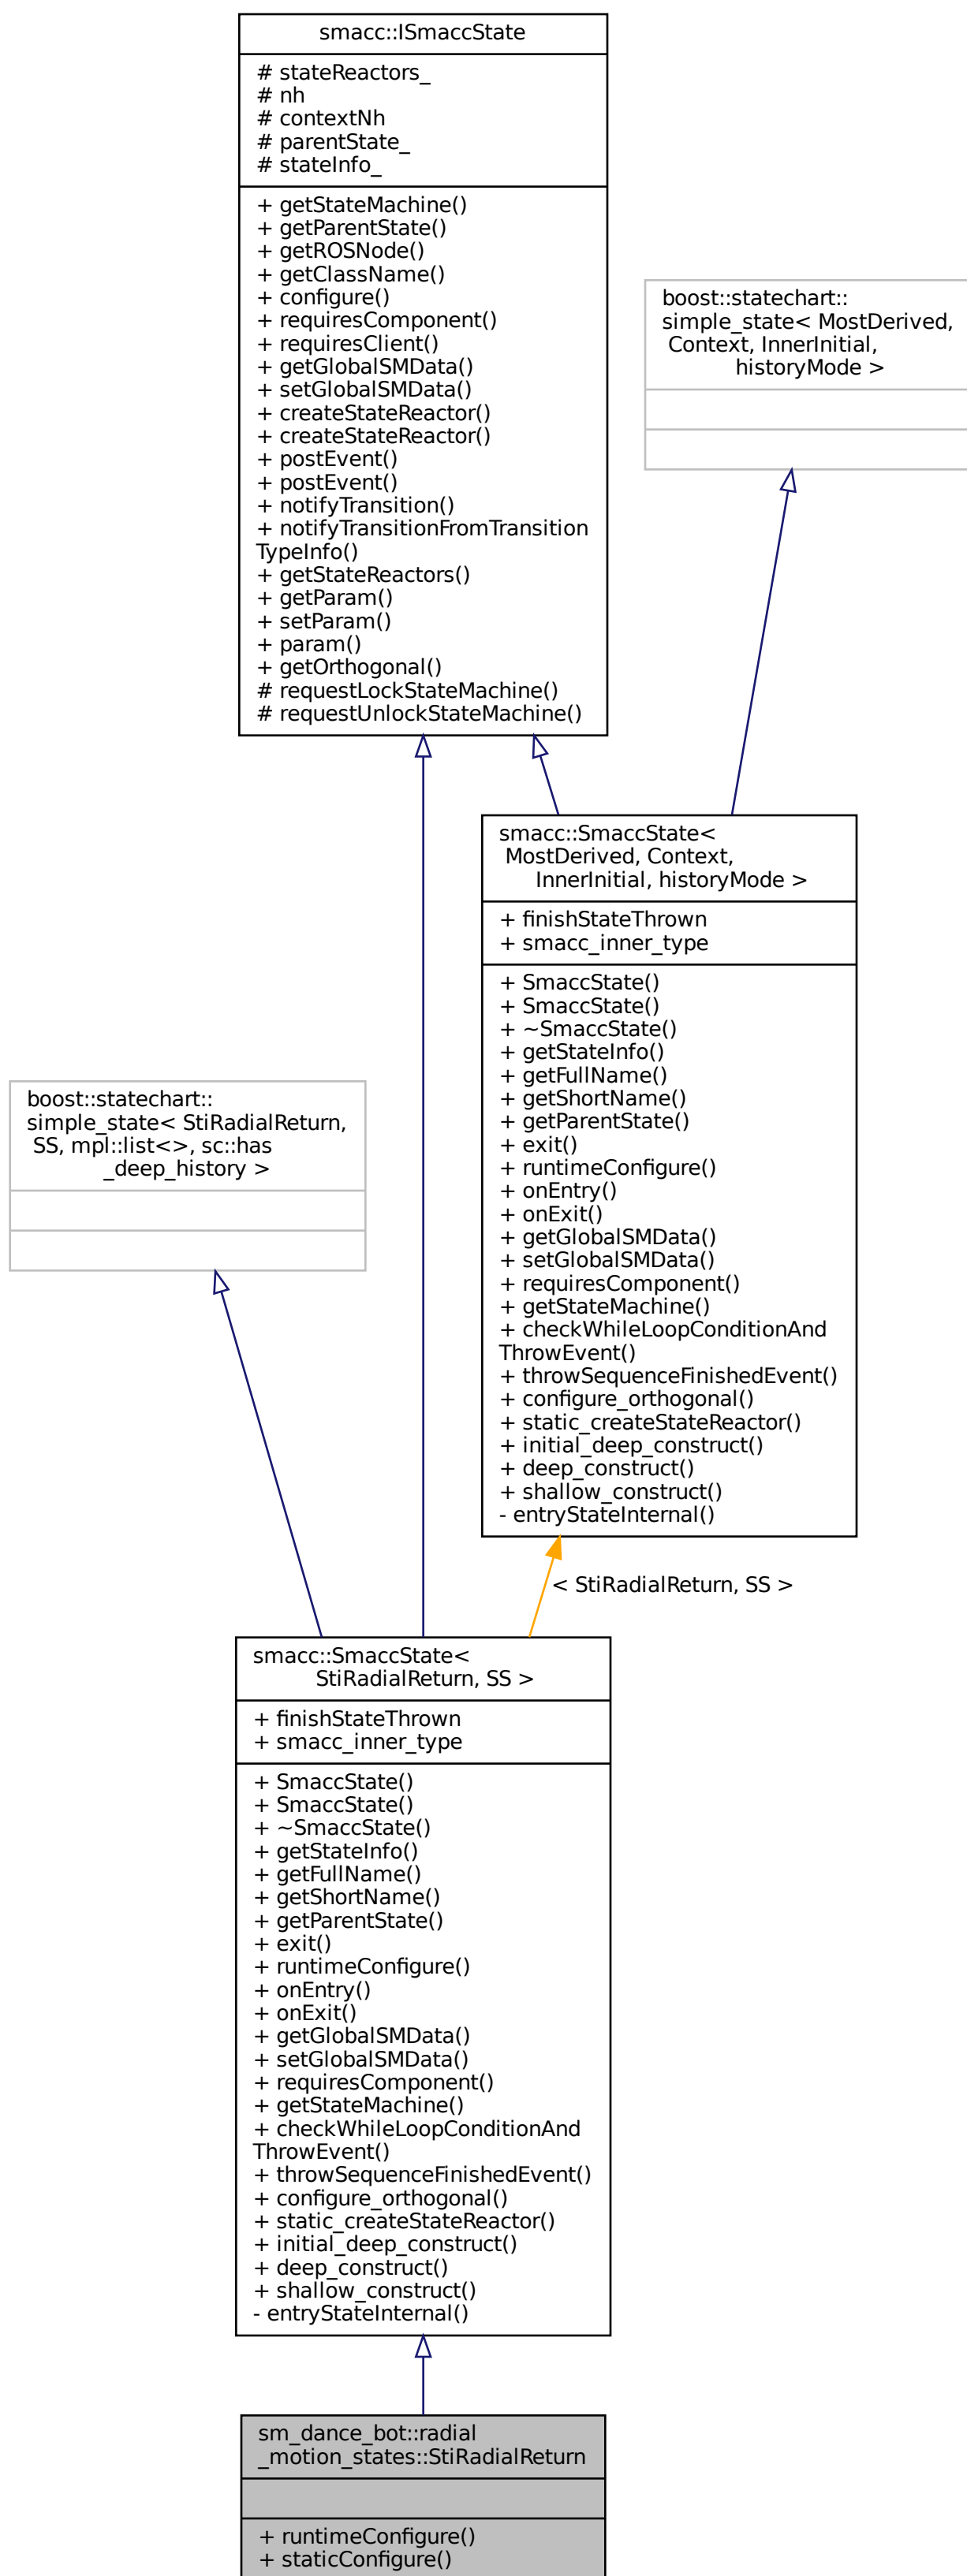 smacc::ISmaccState
# stateReactors_
# nh
# contextNh
# parentState_
# stateInfo_
+ getStateMachine()
+ getParentState()
+ getROSNode()
+ getClassName()
+ configure()
+ requiresComponent()
+ requiresClient()
+ getGlobalSMData()
+ setGlobalSMData()
+ createStateReactor()
+ createStateReactor()
+ postEvent()
+ postEvent()
+ notifyTransition()
+ notifyTransitionFromTransition
TypeInfo()
+ getStateReactors()
+ getParam()
+ setParam()
+ param()
+ getOrthogonal()
# requestLockStateMachine()
# requestUnlockStateMachine()
boost::statechart::
simple_state< MostDerived,
Context, InnerInitial,
historyMode >
smacc::SmaccState<
MostDerived, Context,
InnerInitial, historyMode >
+ finishStateThrown
+ smacc_inner_type
+ SmaccState()
+ SmaccState()
+ ~SmaccState()
+ getStateInfo()
+ getFullName()
+ getShortName()
+ getParentState()
+ exit()
+ runtimeConfigure()
+ onEntry()
+ onExit()
+ getGlobalSMData()
+ setGlobalSMData()
+ requiresComponent()
+ getStateMachine()
+ checkWhileLoopConditionAnd
ThrowEvent()
+ throwSequenceFinishedEvent()
+ configure_orthogonal()
+ static_createStateReactor()
+ initial_deep_construct()
+ deep_construct()
+ shallow_construct()
- entryStateInternal()
boost::statechart::
simple_state< StiRadialReturn,
SS, mpl::list<>, sc::has
_deep_history >
< StiRadialReturn, SS >
smacc::SmaccState<
StiRadialReturn, SS >
+ finishStateThrown
+ smacc_inner_type
+ SmaccState()
+ SmaccState()
+ ~SmaccState()
+ getStateInfo()
+ getFullName()
+ getShortName()
+ getParentState()
+ exit()
+ runtimeConfigure()
+ onEntry()
+ onExit()
+ getGlobalSMData()
+ setGlobalSMData()
+ requiresComponent()
+ getStateMachine()
+ checkWhileLoopConditionAnd
ThrowEvent()
+ throwSequenceFinishedEvent()
+ configure_orthogonal()
+ static_createStateReactor()
+ initial_deep_construct()
+ deep_construct()
+ shallow_construct()
- entryStateInternal()
sm_dance_bot::radial
_motion_states::StiRadialReturn
+ runtimeConfigure()
+ staticConfigure()